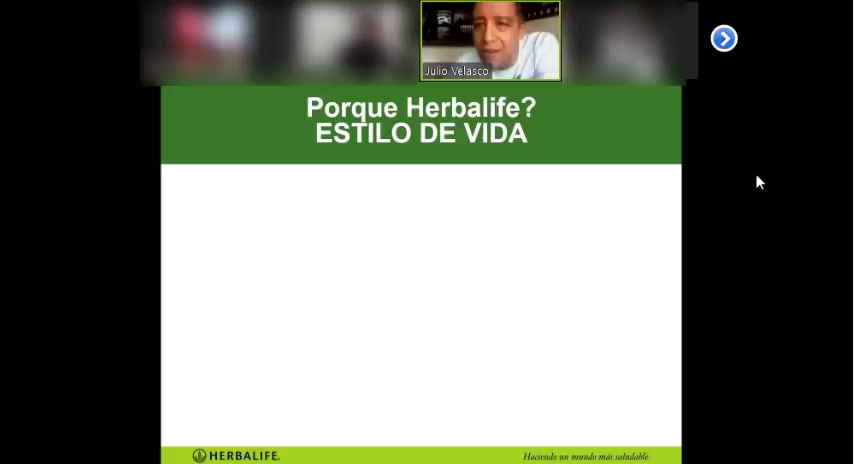 Julio Velasco
Porque Herbalife?
ESTILO DE VIDA
HERBALIFE.
Haciendo un mundo más saludable.